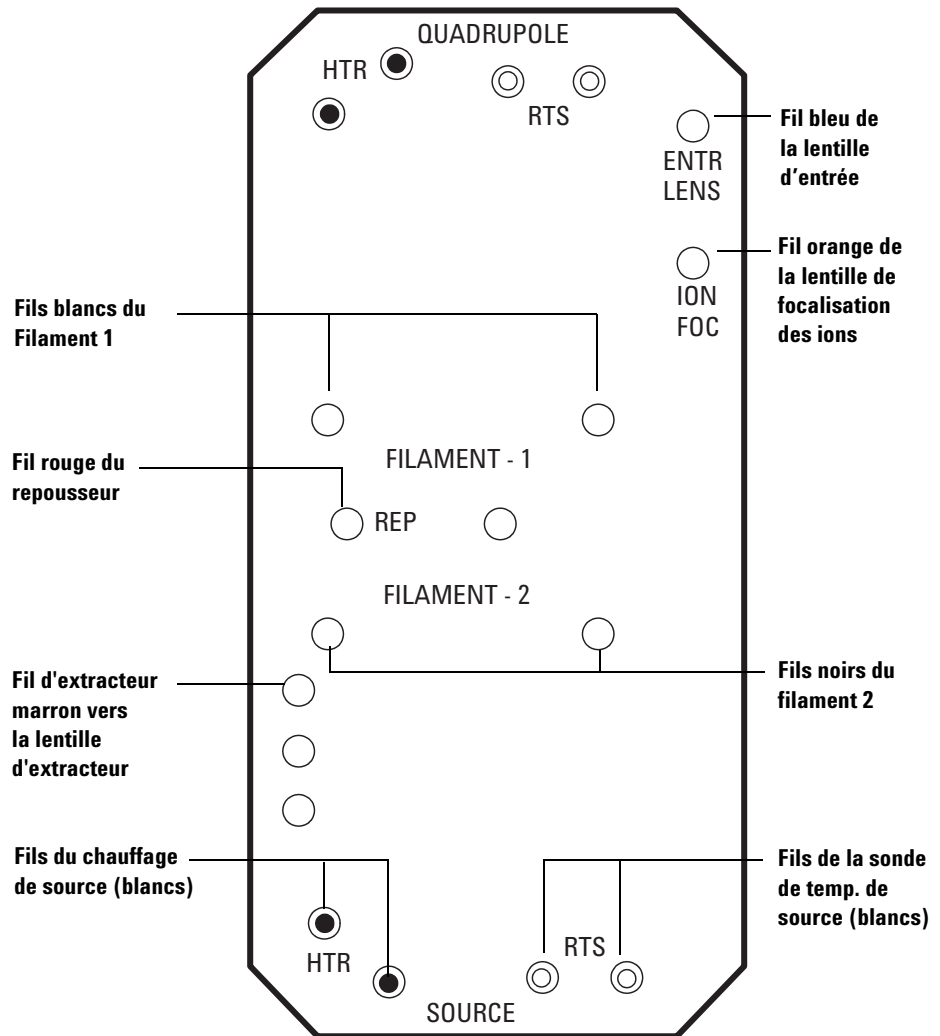 QUADRUPOLE
HTR
RTS
ENTR
LENS
Fil bleu de
la lentille
d'entrée
ION
FOC
Fil orange de
la lentille de
focalisation
des ions
Fils blancs du
Filament 1
FILAMENT - 1
Fil rouge du
repousseur
REP
FILAMENT - 2
Fil d'extracteur
marron vers
la lentille
d'extracteur
Fils noirs du
filament 2
Fils du chauffage
de source (blancs)
HTR
RTS
Fils de la sonde
de temp. de
source (blancs)
SOURCE